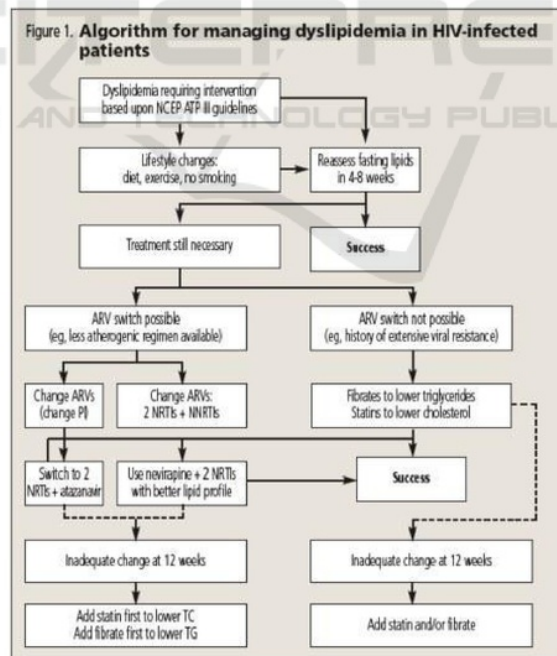 Figure 1. Algorithm for managing dyslipidemia in HIV-infected
patients
Dyslipidemia requiring intervention
based upon NCEP ATP III guidelines
Lifestyle changes:
diet, exercise, no smoking
Reassess fasting lipids
in 4-8 weeks
Treatment still necessary
Success
ARV switch possible
(eg, less atherogenic regimen available)
ARV switch not possible
(eg, history of extensive viral resistance)
Change ARVs
(change PI)
Change ARVs:
2 NRTIs + NNRTIs
Fibrates to lower triglycerides
Statins to lower cholesterol
Switch to 2
NRTIs + atazanavir
Use nevirapine + 2 NRTIs
with better lipid profile
Success
Inadequate change at 12 weeks
Inadequate change at 12 weeks
Add statin first to lower TC
Add fibrate first to lower TG
Add statin and/or fibrate
AND TECHNOLOGY PUBL